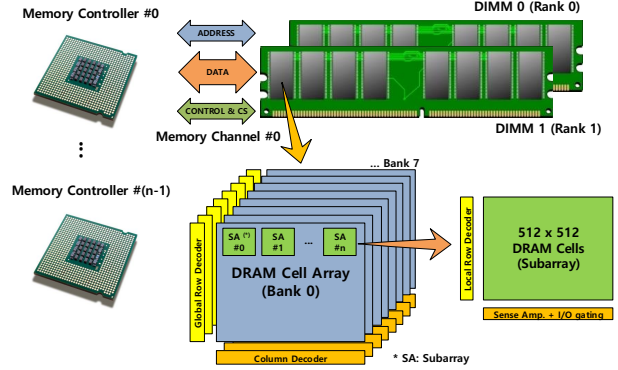 Memory Controller #0
DIMM 0 (Rank 0)
ADDRESS
DATA
CONTROL & CS
Memory Channel #0
DIMM 1 (Rank 1)
⋮
Memory Controller #(n-1)
... Bank 7
Global Row Decoder
SA (*)
#0
SA
#1
...
SA
#n
DRAM Cell Array
(Bank 0)
Column Decoder
Local Row Decoder
512 x 512
DRAM Cells
(Subarray)
Sense Amp. + I/O gating
* SA: Subarray